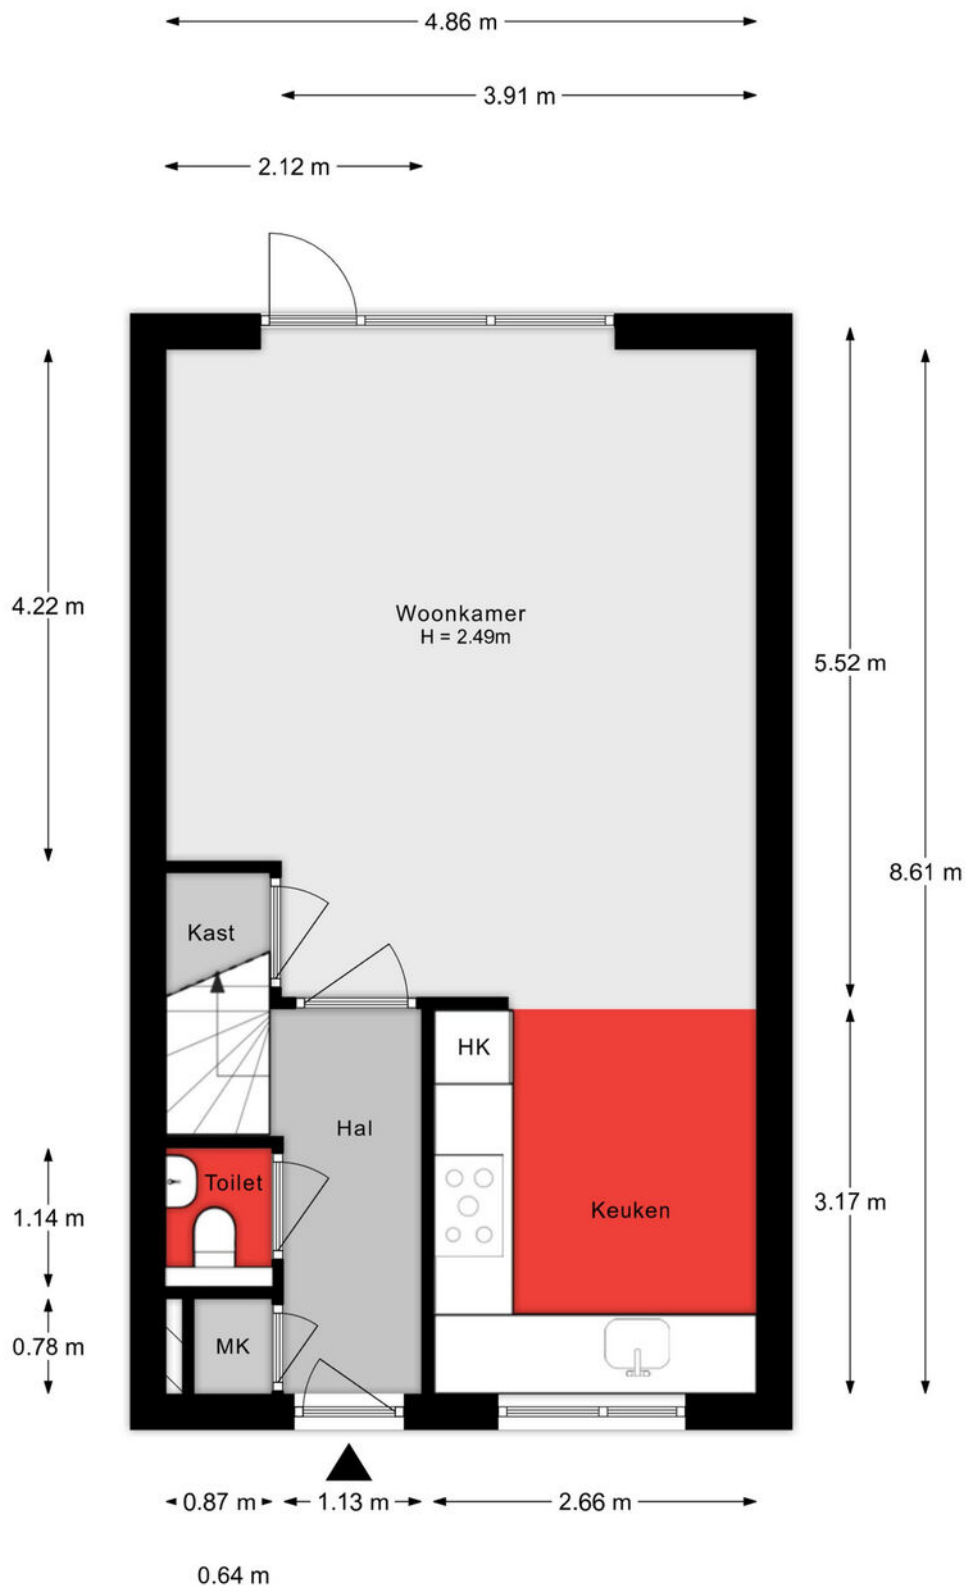 4.86 m
3.91 m
2.12 m
4.22 m
Woonkamer
H = 2.49m
5.52 m
8.61 m
Kast
HK
Hal
Toilet
Keuken
3.17 m
1.14 m
MK
0.78 m
0.87 m
1.13 m
2.66 m
0.64 m